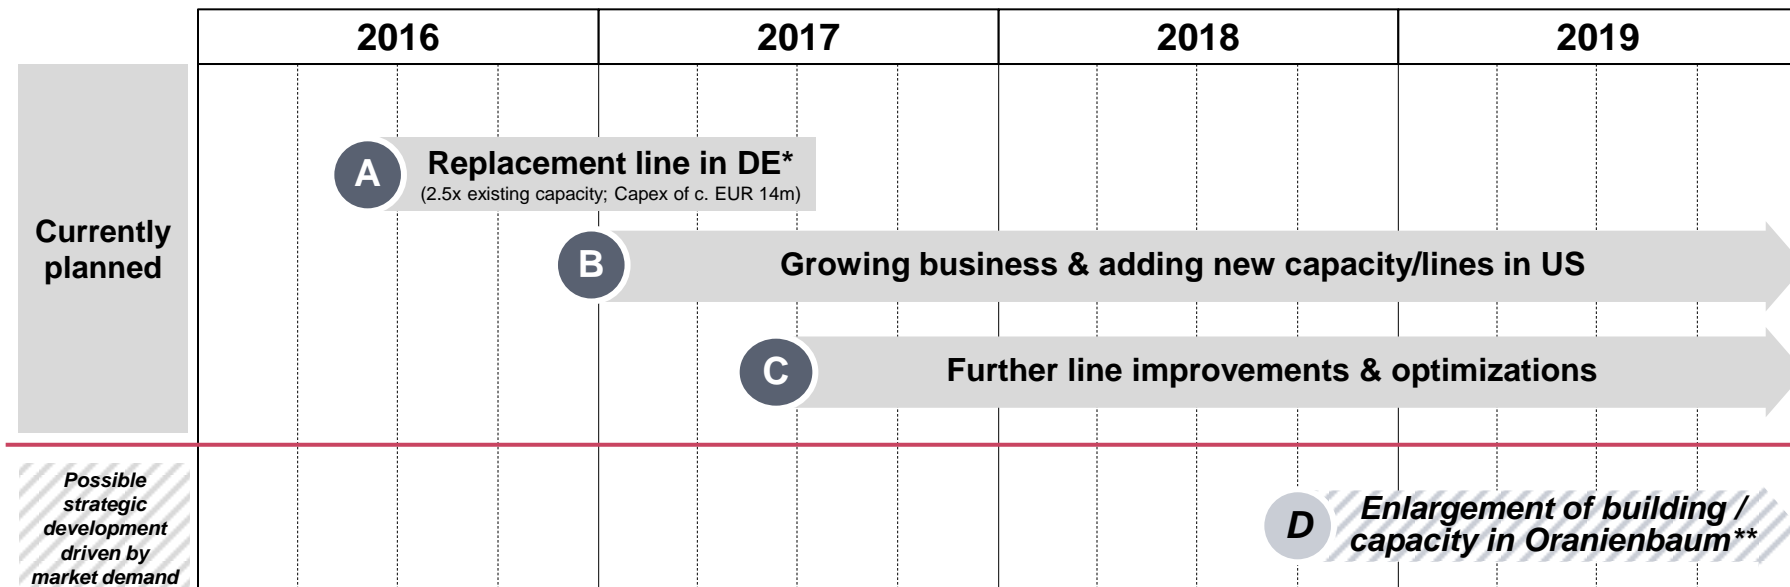 2016
2017
2018
2019
Currently
planned
A
Replacement line in DE*
(2.5x existing capacity; Capex of c. EUR 14m)
B
Growing business & adding new capacity/lines in US
C
Further line improvements & optimizations
Possible
strategic
development
driven by
market demand
D
Enlargement of building /
capacity in Oranienbaum**